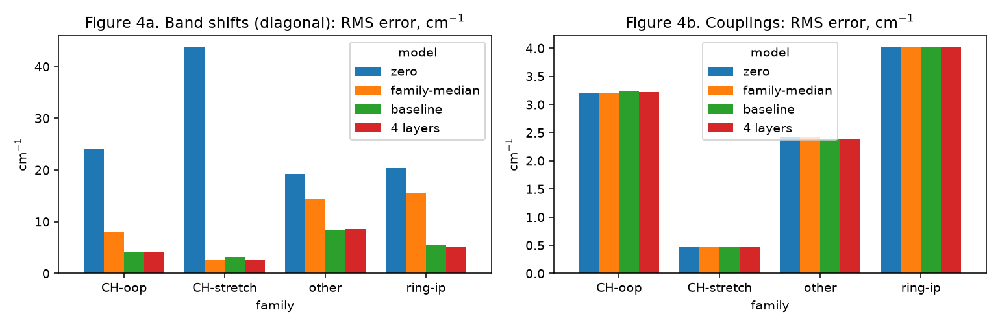 Figure 4a. Band shifts (diagonal): RMS error, cm⁻¹
cm⁻¹
40
30
20
10
0
model
zero
family-median
baseline
4 layers
CH-oop
CH-stretch
other
ring-ip
family
Figure 4b. Couplings: RMS error, cm⁻¹
cm⁻¹
4.0
3.5
3.0
2.5
2.0
1.5
1.0
0.5
0.0
model
zero
family-median
baseline
4 layers
CH-oop
CH-stretch
other
ring-ip
family